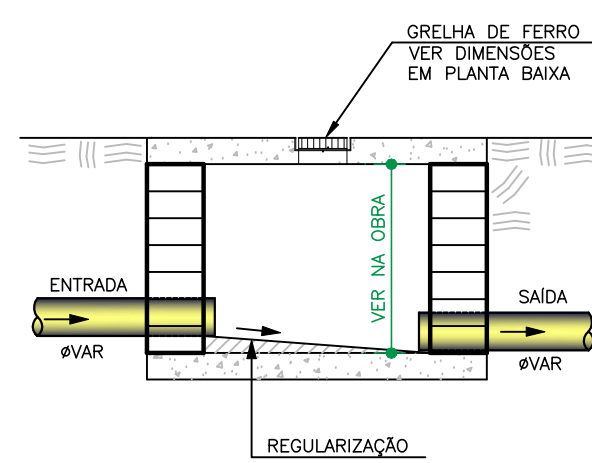 GRELHA DE FERRO
VER DIMENSÕES
EM PLANTA BAIXA
VER NA OBRA
ENTRADA
øVAR
SAÍDA
øVAR
REGULARIZAÇÃO